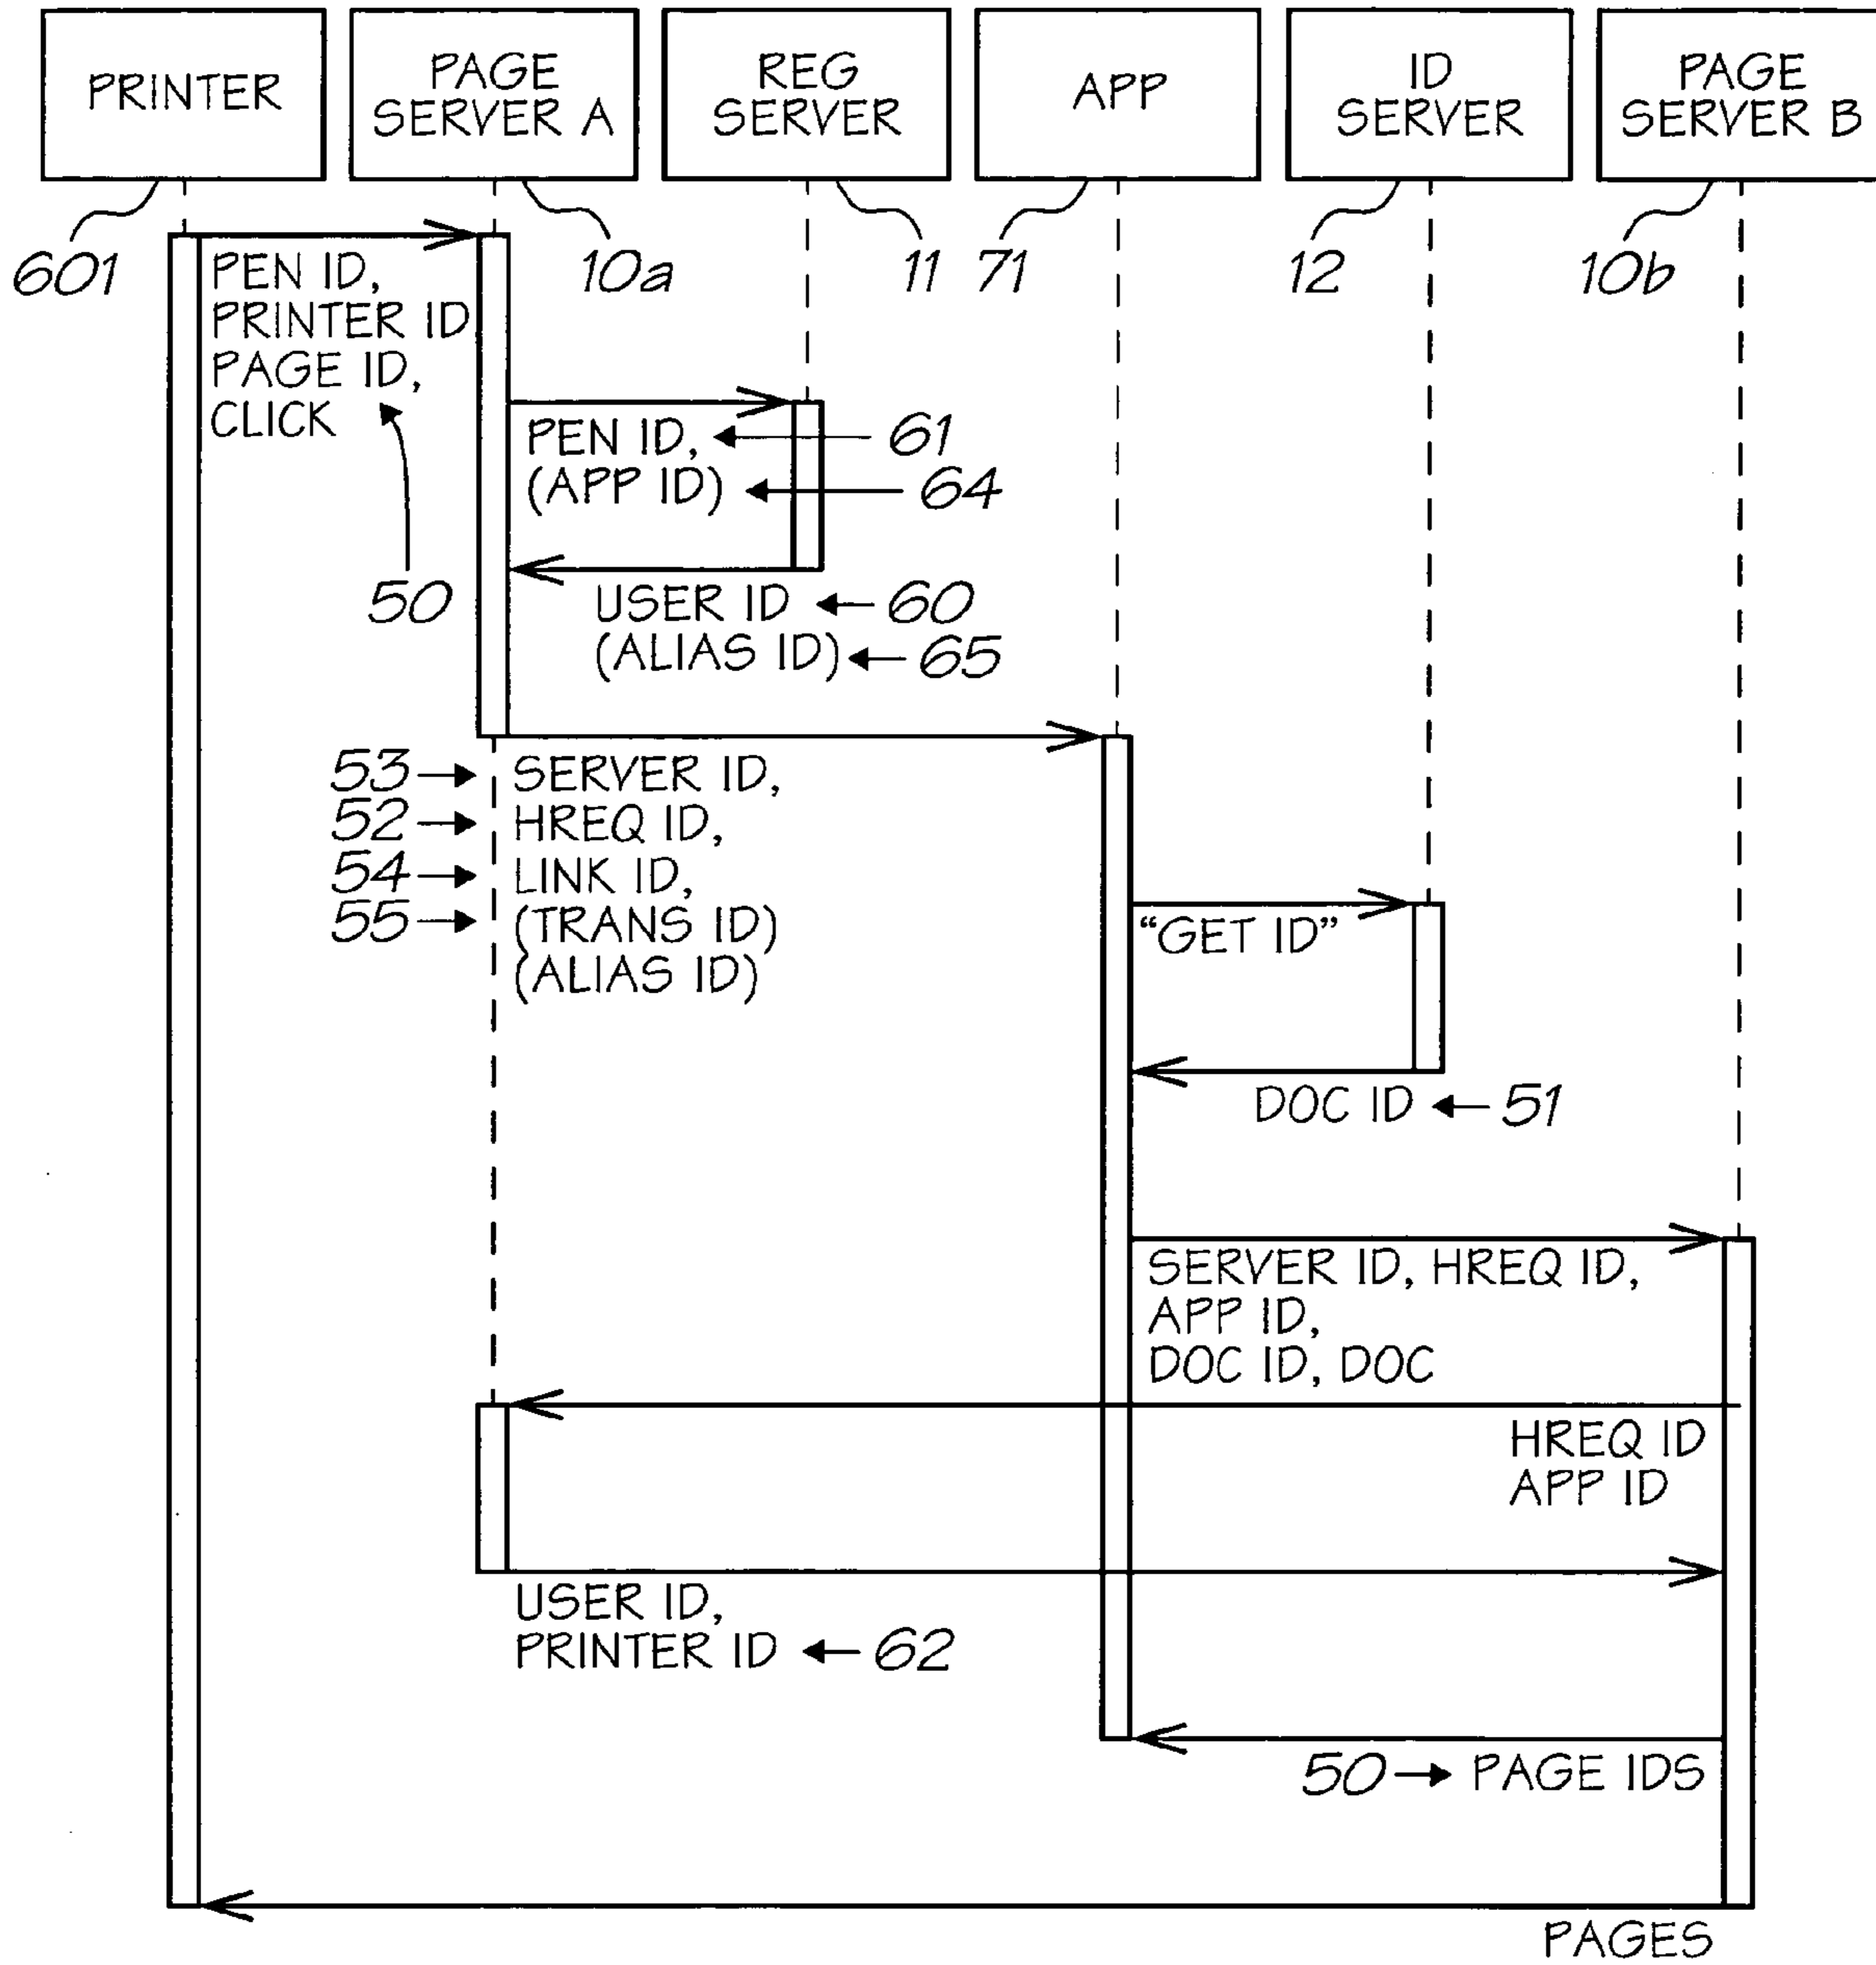 PRINTER
PAGE
SERVER A
REG
SERVER
APP
ID
SERVER
PAGE
SERVER B
601
10a
11
71
12
10b
PEN ID,
PRINTER ID
PAGE ID,
CLICK
50
PEN ID,
(APP ID)
61
64
USER ID
(ALIAS ID)
60
65
53
52
54
55
SERVER ID,
HREQ ID,
LINK ID,
(TRANS ID)
(ALIAS ID)
“GET ID”
DOC ID
51
SERVER ID, HREQ ID,
APP ID,
DOC ID, DOC
HREQ ID
APP ID
USER ID,
PRINTER ID
62
50
PAGE IDS
PAGES